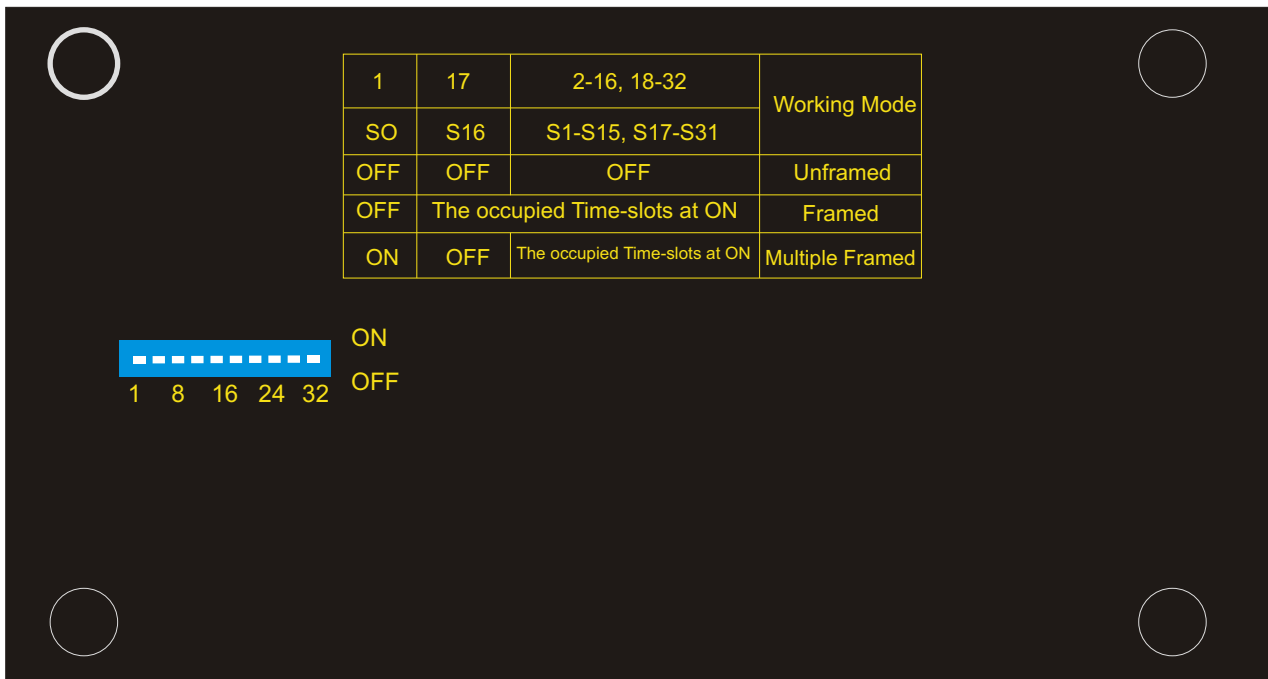 1 17 2-16, 18-32 Working Mode
SO S16 S1-S15, S17-S31
OFF OFF OFF Unframed
OFF The occupied Time-slots at ON Framed
ON OFF The occupied Time-slots at ON Multiple Framed
ON
OFF
1 8 16 24 32